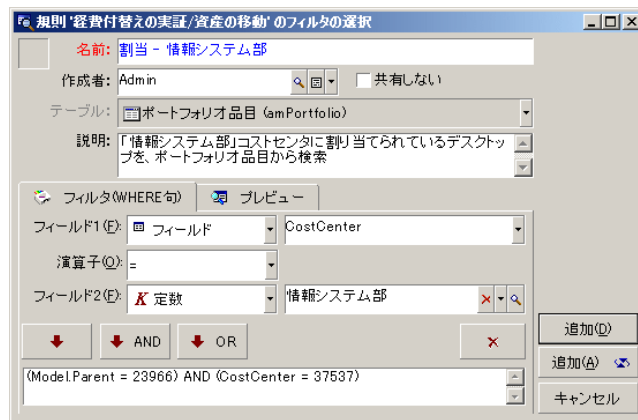 規則 '経費付替えの実証/資産の移動' のフィルタの選択
名前: 割当 - 情報システム部
作成者: Admin 共有しない
テーブル: ポートフォリオ品目 (amPortfolio)
説明: 「情報システム部」コストセンタに割り当てられているデスクトッ
プを、ポートフォリオ品目から検索
フィルタ(WHERE句) プレビュー
フィールド1(F): フィールド CostCenter
演算子(O): =
フィールド2(F): K 定数 情報システム部
AND OR
追加(D)
(Model.Parent = 23966) AND (CostCenter = 37537)
追加(A)
キャンセル